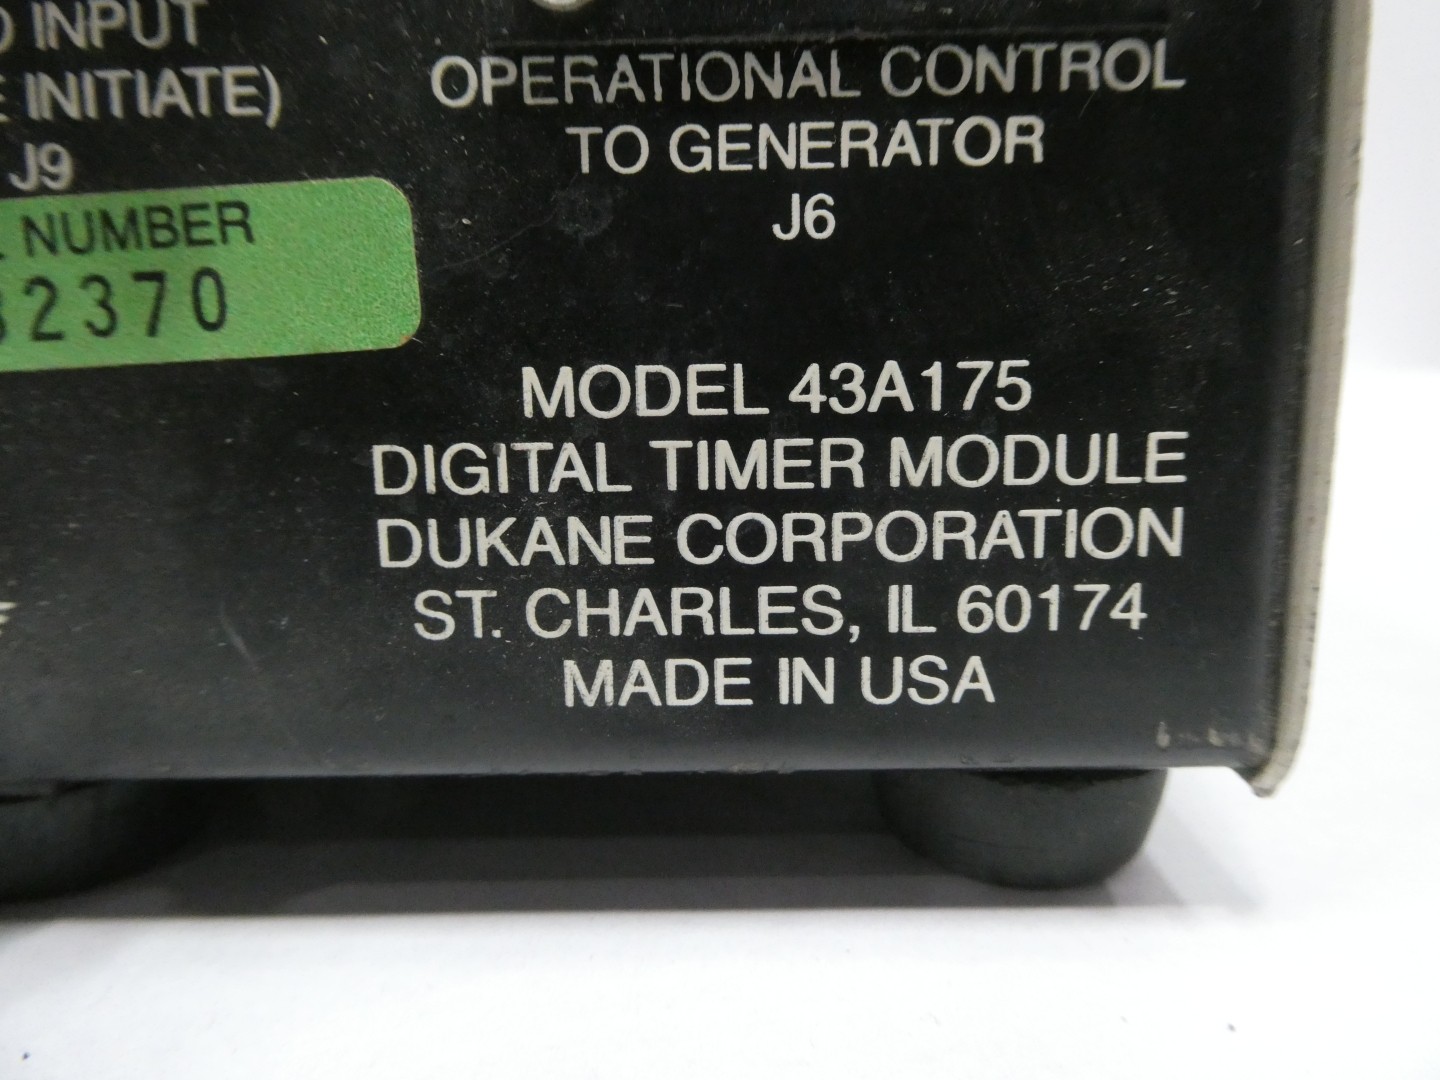 INPUT
INITIATE)
J9
NUMBER
2370
OPERATIONAL CONTROL
TO GENERATOR
J6
MODEL 43A175
DIGITAL TIMER MODULE
DUKANE CORPORATION
ST. CHARLES, IL 60174
MADE IN USA